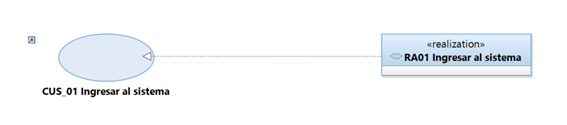 «realization»
RA01 Ingresar al sistema
CUS_01 Ingresar al sistema